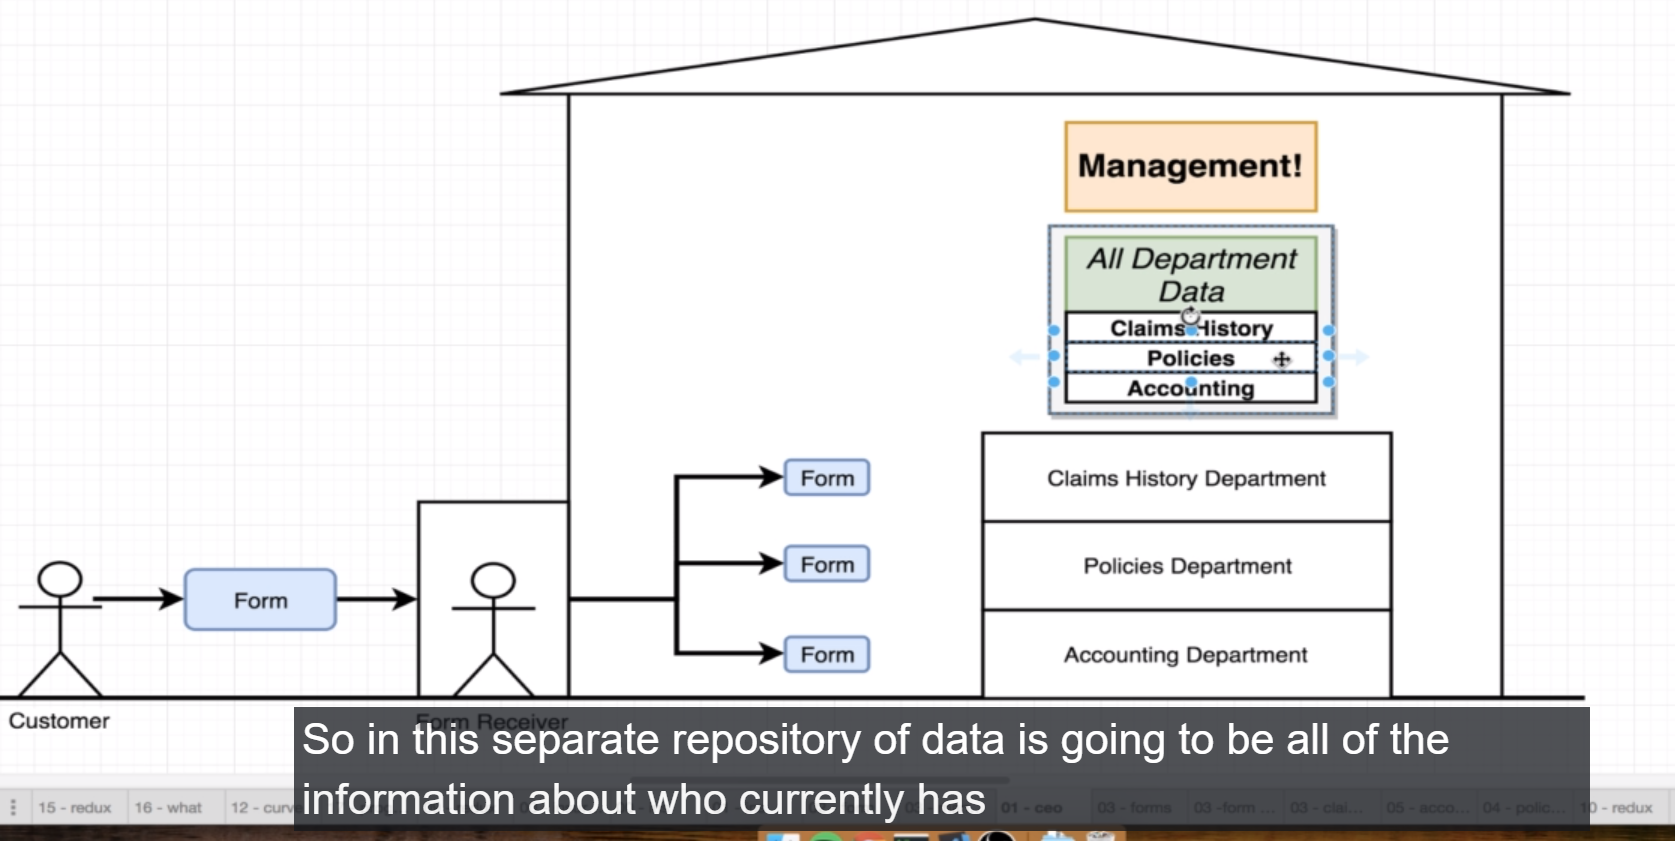 Management!
All Department
Data
Claims History
Policies
Accounting
Form
Claims History Department
Form
Policies Department
Form
Form
Accounting Department
Customer
Form Receiver
So in this separate repository of data is going to be all of the
information about who currently has
15 - redux
16 - what
12 - curve
01 - ceo
03 - forms
03 -form ...
03 - clai...
05 - acco...
04 - polic...
10 - redux